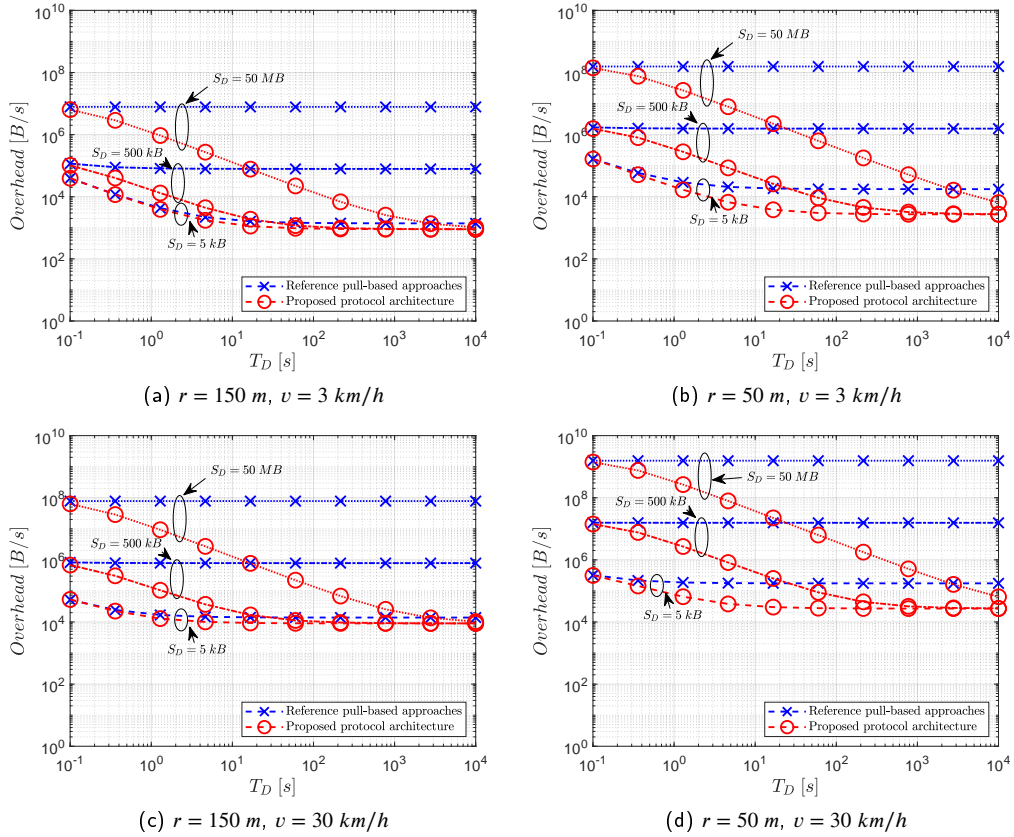 10^10
10^8
10^6
10^4
10^2
10^0
Overhead [B/s]
S_D = 50 MB
S_D = 500 kB
S_D = 5 kB
Reference pull-based approaches
Proposed protocol architecture
10^-1 10^0 10^1 10^2 10^3 10^4
T_D [s]
(a) r = 150 m, v = 3 km/h
10^10
10^8
10^6
10^4
10^2
10^0
Overhead [B/s]
S_D = 50 MB
S_D = 500 kB
S_D = 5 kB
Reference pull-based approaches
Proposed protocol architecture
10^-1 10^0 10^1 10^2 10^3 10^4
T_D [s]
(b) r = 50 m, v = 3 km/h
10^10
10^8
10^6
10^4
10^2
10^0
Overhead [B/s]
S_D = 50 MB
S_D = 500 kB
S_D = 5 kB
Reference pull-based approaches
Proposed protocol architecture
10^-1 10^0 10^1 10^2 10^3 10^4
T_D [s]
(c) r = 150 m, v = 30 km/h
10^10
10^8
10^6
10^4
10^2
10^0
Overhead [B/s]
S_D = 50 MB
S_D = 500 kB
S_D = 5 kB
Reference pull-based approaches
Proposed protocol architecture
10^-1 10^0 10^1 10^2 10^3 10^4
T_D [s]
(d) r = 50 m, v = 30 km/h